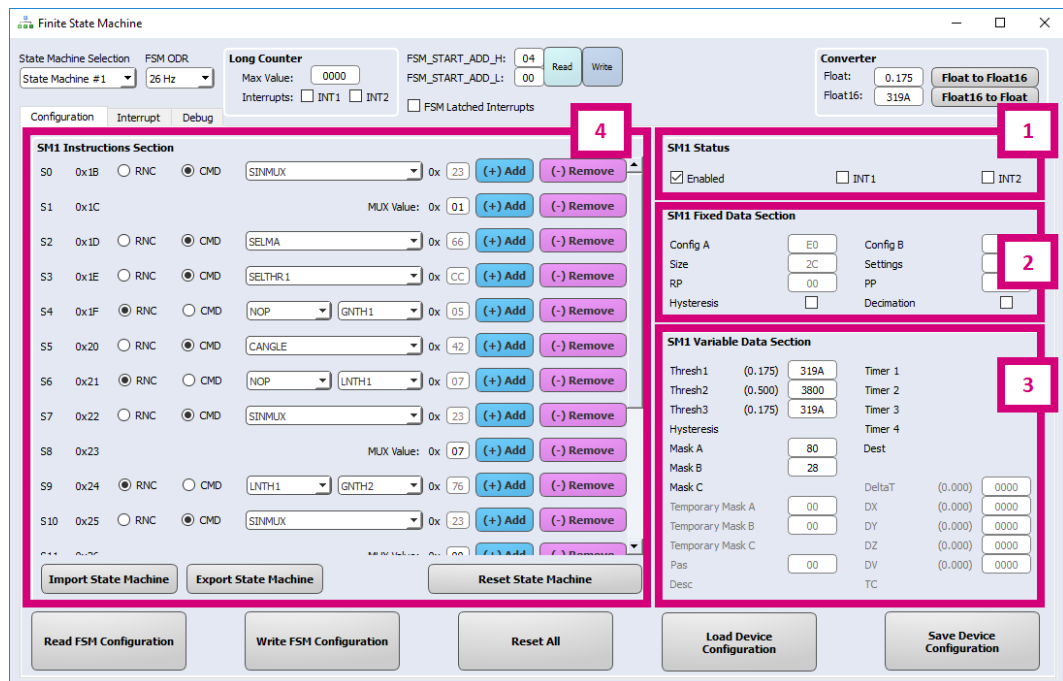 Finite State Machine
State Machine Selection FSM ODR
State Machine #1 26 Hz
Long Counter
Max Value: 0000
Interrupts: INT1 INT2
FSM_START_ADD_H: 04
FSM_START_ADD_L: 00
Read Write
FSM Latched Interrupts
Converter
Float: 0.175 Float to Float16
Float16: 319A Float16 to Float
Configuration Interrupt Debug
4
SM1 Instructions Section
S0 0x1B RNC CMD SINMUX 0x 23 (+) Add (-) Remove
S1 0x1C MUX Value: 0x 01 (+) Add (-) Remove
S2 0x1D RNC CMD SELMA 0x 66 (+) Add (-) Remove
S3 0x1E RNC CMD SELTHR1 0x CC (+) Add (-) Remove
S4 0x1F RNC CMD NOP GNTH1 0x 05 (+) Add (-) Remove
S5 0x20 RNC CMD CANGLE 0x 42 (+) Add (-) Remove
S6 0x21 RNC CMD NOP LNTH1 0x 07 (+) Add (-) Remove
S7 0x22 RNC CMD SINMUX 0x 23 (+) Add (-) Remove
S8 0x23 MUX Value: 0x 07 (+) Add (-) Remove
S9 0x24 RNC CMD LNTH1 GNTH2 0x 76 (+) Add (-) Remove
S10 0x25 RNC CMD SINMUX 0x 23 (+) Add (-) Remove
S11 0x26 MUX Value: 0x 00 (+) Add (-) Remove
Import State Machine Export State Machine Reset State Machine
1
SM1 Status
Enabled INT1 INT2
2
SM1 Fixed Data Section
Config A E0 Config B
Size 2C Settings
RP 00 PP
Hysteresis Decimation
3
SM1 Variable Data Section
Thresh1 (0.175) 319A Timer 1
Thresh2 (0.500) 3800 Timer 2
Thresh3 (0.175) 319A Timer 3
Hysteresis Timer 4
Mask A 80 Dest
Mask B 28
Mask C DeltaT (0.000) 0000
Temporary Mask A 00 DX (0.000) 0000
Temporary Mask B 00 DY (0.000) 0000
Temporary Mask C DZ (0.000) 0000
Pas 00 DV (0.000) 0000
Desc TC
Read FSM Configuration Write FSM Configuration Reset All Load Device Configuration Save Device Configuration